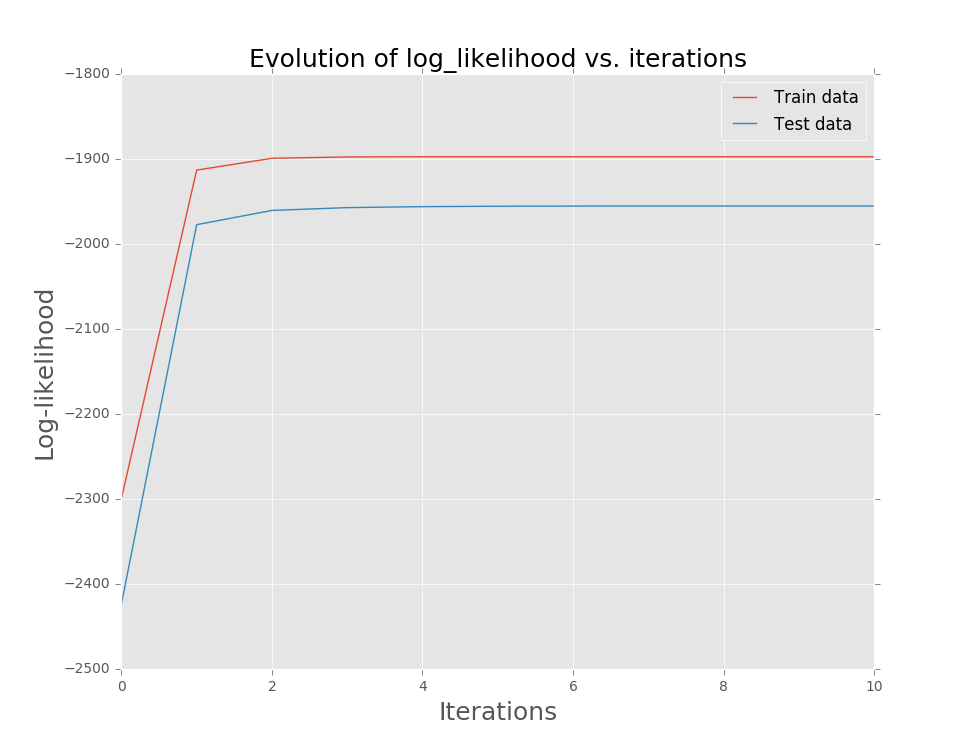 Evolution of log_likelihood vs. iterations
Train data
Test data
−1800
−1900
−2000
−2100
−2200
−2300
−2400
−2500
Log-likelihood
0 2 4 6 8 10
Iterations